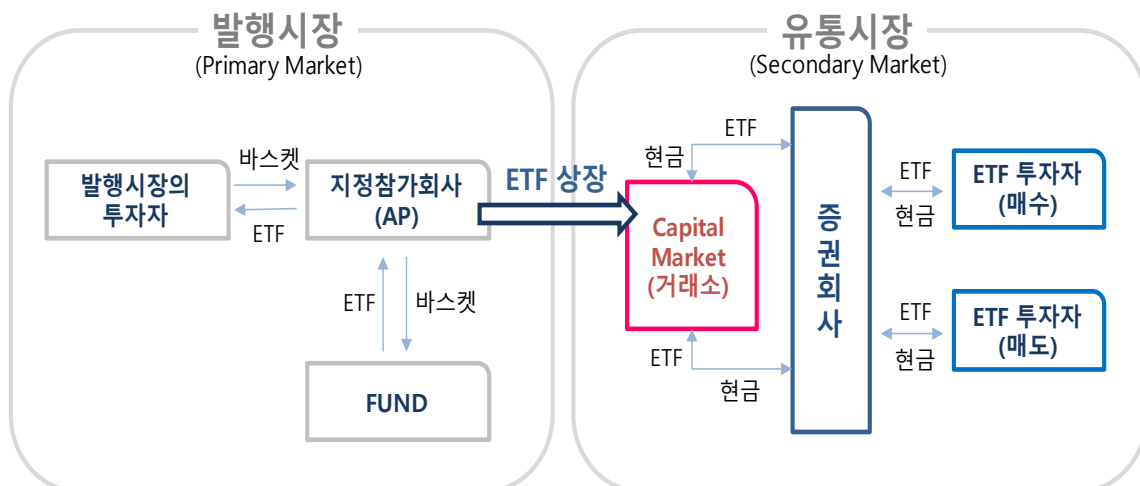 발행시장
(Primary Market)
바스켓
발행시장의
투자자
ETF
지정참가회사
(AP)
ETF
바스켓
FUND
ETF 상장
유통시장
(Secondary Market)
ETF
현금
Capital
Market
(거래소)
ETF
현금
증
권
회
사
ETF
현금
ETF 투자자
(매수)
ETF
현금
ETF 투자자
(매도)